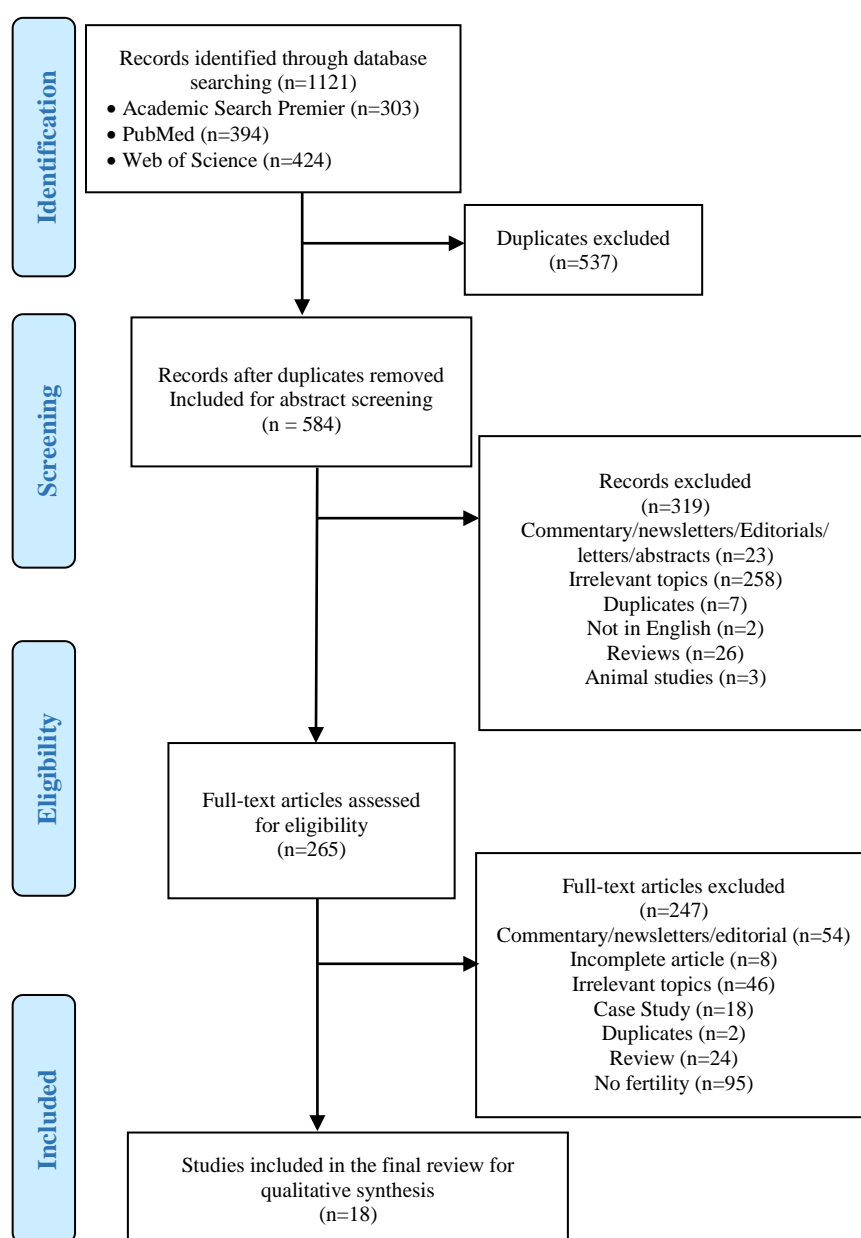 Identification
Records identified through database
searching (n=1121)
• Academic Search Premier (n=303)
• PubMed (n=394)
• Web of Science (n=424)
Duplicates excluded
(n=537)
Screening
Records after duplicates removed
Included for abstract screening
(n = 584)
Records excluded
(n=319)
Commentary/newsletters/Editorials/
letters/abstracts (n=23)
Irrelevant topics (n=258)
Duplicates (n=7)
Not in English (n=2)
Reviews (n=26)
Animal studies (n=3)
Eligibility
Full-text articles assessed
for eligibility
(n=265)
Full-text articles excluded
(n=247)
Commentary/newsletters/editorial (n=54)
Incomplete article (n=8)
Irrelevant topics (n=46)
Case Study (n=18)
Duplicates (n=2)
Review (n=24)
No fertility (n=95)
Included
Studies included in the final review for
qualitative synthesis
(n=18)